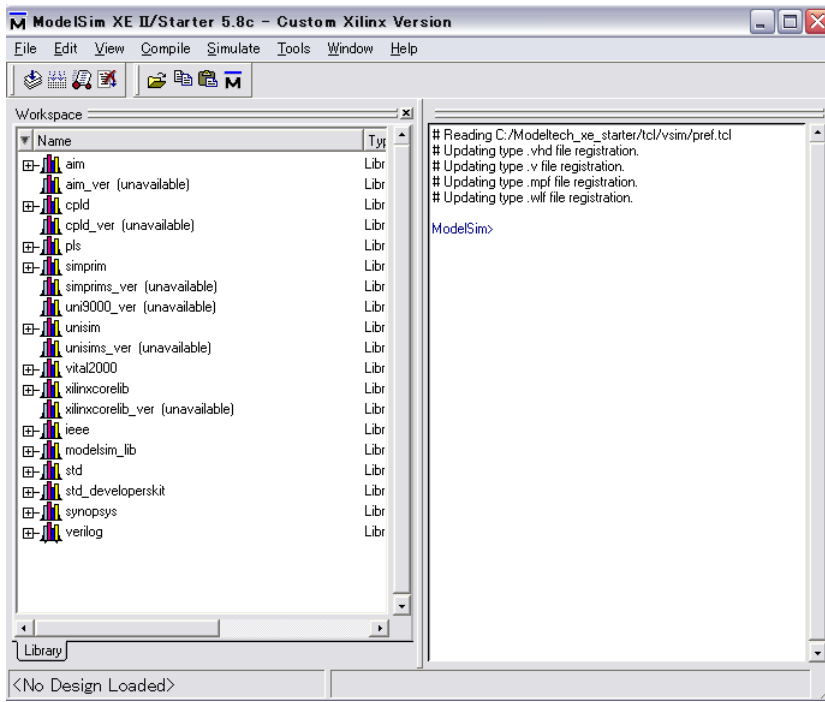 ModelSim XE II/Starter 5.8c - Custom Xilinx Version
File Edit View Compile Simulate Tools Window Help
Workspace
Name Typ
aim Libr
aim_ver (unavailable) Libr
cpld Libr
cpld_ver (unavailable) Libr
pls Libr
simprim Libr
simprims_ver (unavailable) Libr
uni9000_ver (unavailable) Libr
unisim Libr
unisims_ver (unavailable) Libr
vital2000 Libr
xilinxcorelib Libr
xilinxcorelib_ver (unavailable) Libr
ieee Libr
modelsim_lib Libr
std Libr
std_developerskit Libr
synopsys Libr
verilog Libr
Library
# Reading C:/Modeltech_xe_starter/tcl/vsim/pref.tcl
# Updating type .vhd file registration.
# Updating type .v file registration.
# Updating type .mpf file registration.
# Updating type .wlf file registration.
ModelSim>
<No Design Loaded>